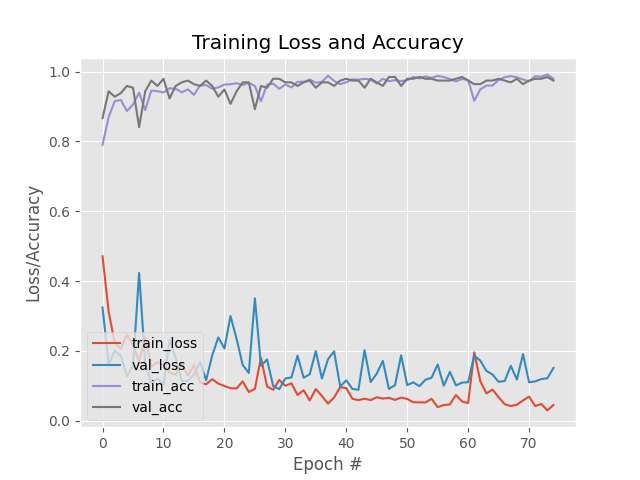 Training Loss and Accuracy
1.0
0.8
0.6
0.4
0.2
0.0
Loss/Accuracy
train_loss
val_loss
train_acc
val_acc
0 10 20 30 40 50 60 70
Epoch #